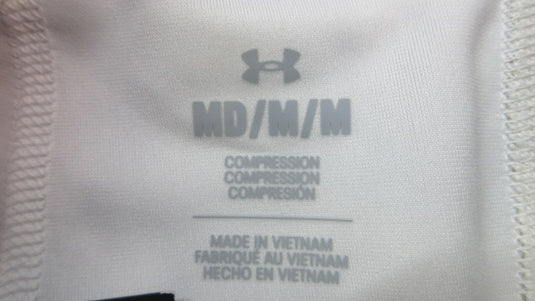 MD/M/M
COMPRESSION
COMPRESSION
COMPRESIÓN
MADE IN VIETNAM
FABRIQUÉ AU VIETNAM
HECHO EN VIETNAM